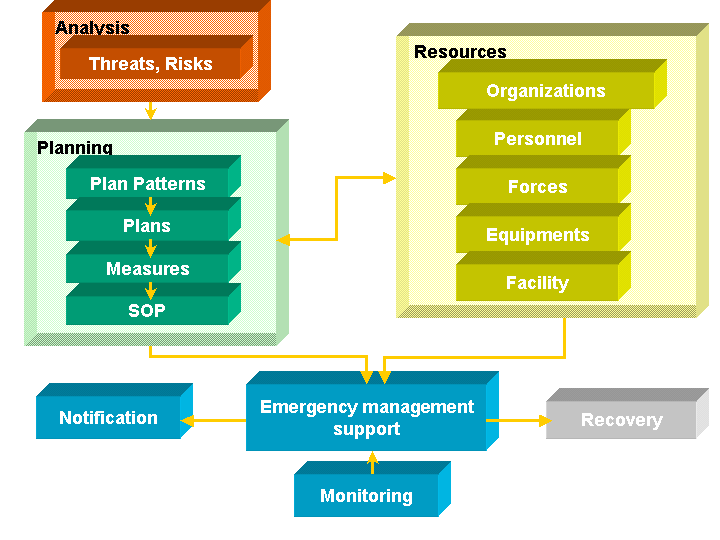 Analysis
Threats, Risks
Planning
Plan Patterns
Plans
Measures
SOP
Resources
Organizations
Personnel
Forces
Equipments
Facility
Notification
Emergency management
support
Recovery
Monitoring